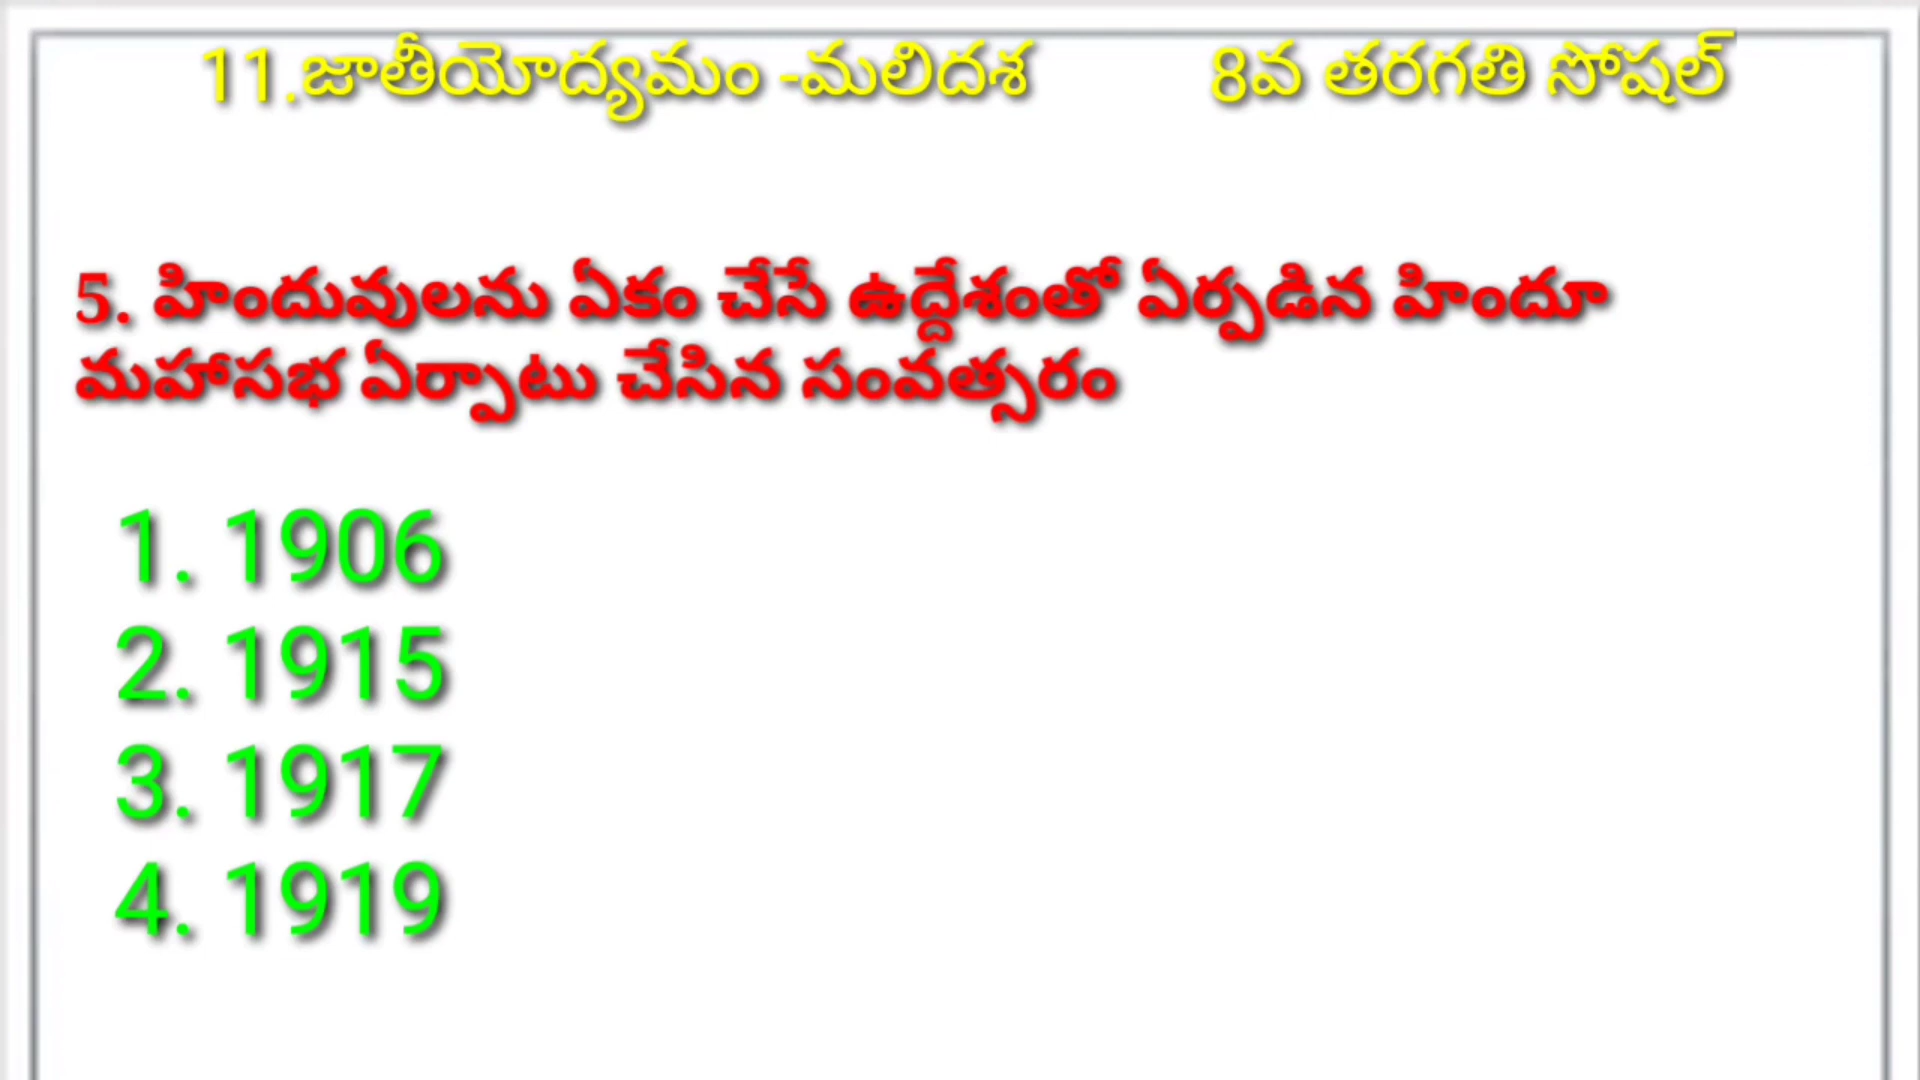 11.జాతీయోద్యమం -మలిదశ 8వ తరగతి సోషల్
5. హిందువులను ఏకం చేసే ఉద్దేశంతో ఏర్పడిన హిందూ
మహాసభ ఏర్పాటు చేసిన సంవత్సరం
1. 1906
2. 1915
3. 1917
4. 1919